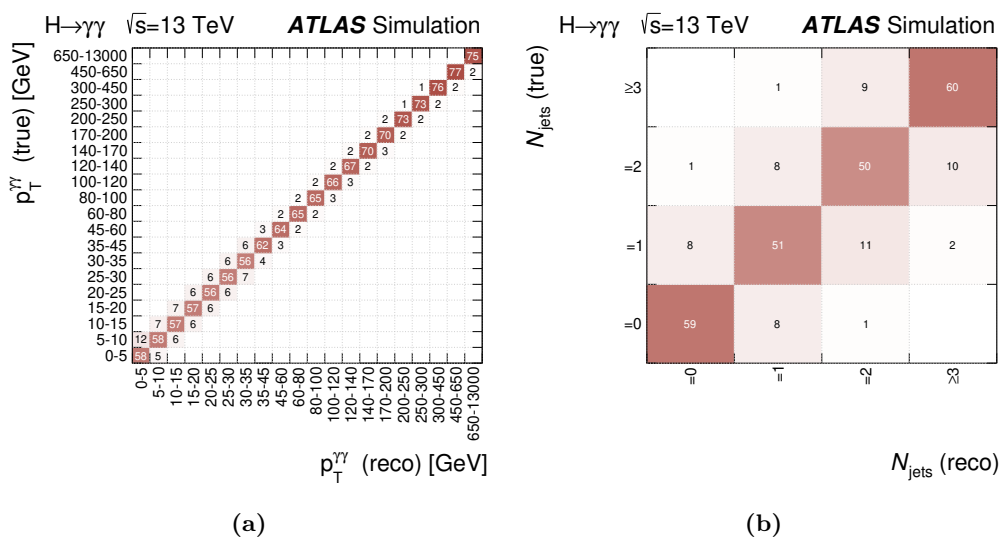 H→γγ √s=13 TeV ATLAS Simulation
p_T^γγ (true) [GeV]
650-13000 75
450-650 77 2
300-450 1 76 2
250-300 1 73 2
200-250 2 73 2
170-200 2 70 2
140-170 2 70 3
120-140 2 67 2
100-120 2 66 3
80-100 2 65 3
60-80 2 65 2
45-60 3 64 2
35-45 6 62 3
30-35 6 56 4
25-30 6 56 7
20-25 6 56 6
15-20 7 57 6
10-15 7 57 6
5-10 12 58 6
0-5 58 5
0-5 5-10 10-15 15-20 20-25 25-30 30-35 35-45 45-60 60-80 80-100 100-120 120-140 140-170 170-200 200-250 250-300 300-450 450-650 650-13000
p_T^γγ (reco) [GeV]
(a)
H→γγ √s=13 TeV ATLAS Simulation
N_jets (true)
≥3 1 9 60
=2 1 8 50 10
=1 8 51 11 2
=0 59 8 1
=0 =1 =2 ≥3
N_jets (reco)
(b)